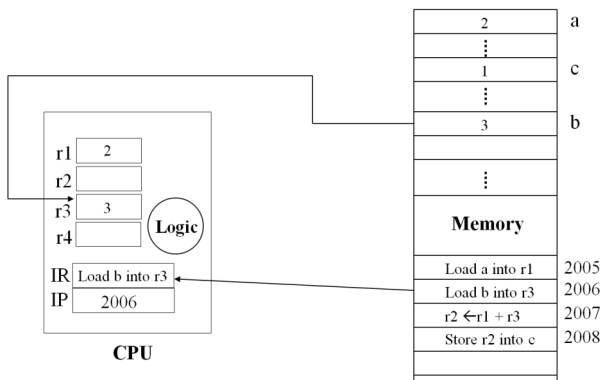 2 a
1 c
3 b
r1 2
r2
r3 3
r4
Logic
IR Load b into r3
IP 2006
CPU
Memory
Load a into r1 2005
Load b into r3 2006
r2 ←r1 + r3 2007
Store r2 into c 2008